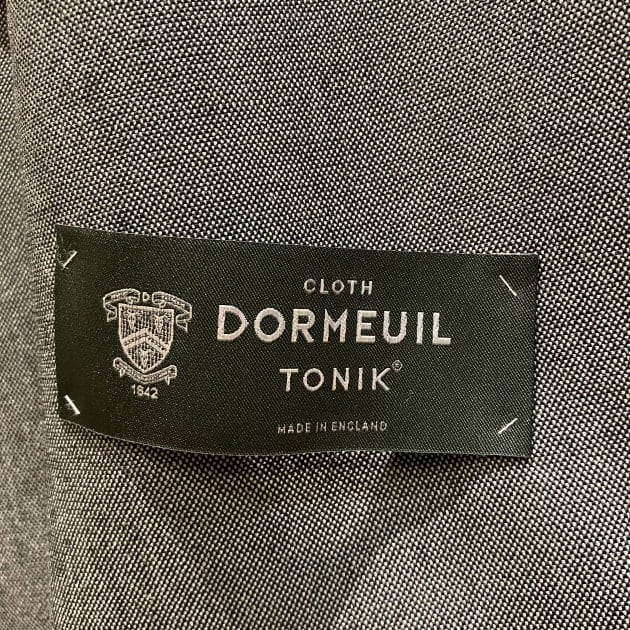 CLOTH
DORMEUIL
TONIK®
MADE IN ENGLAND
D
1842